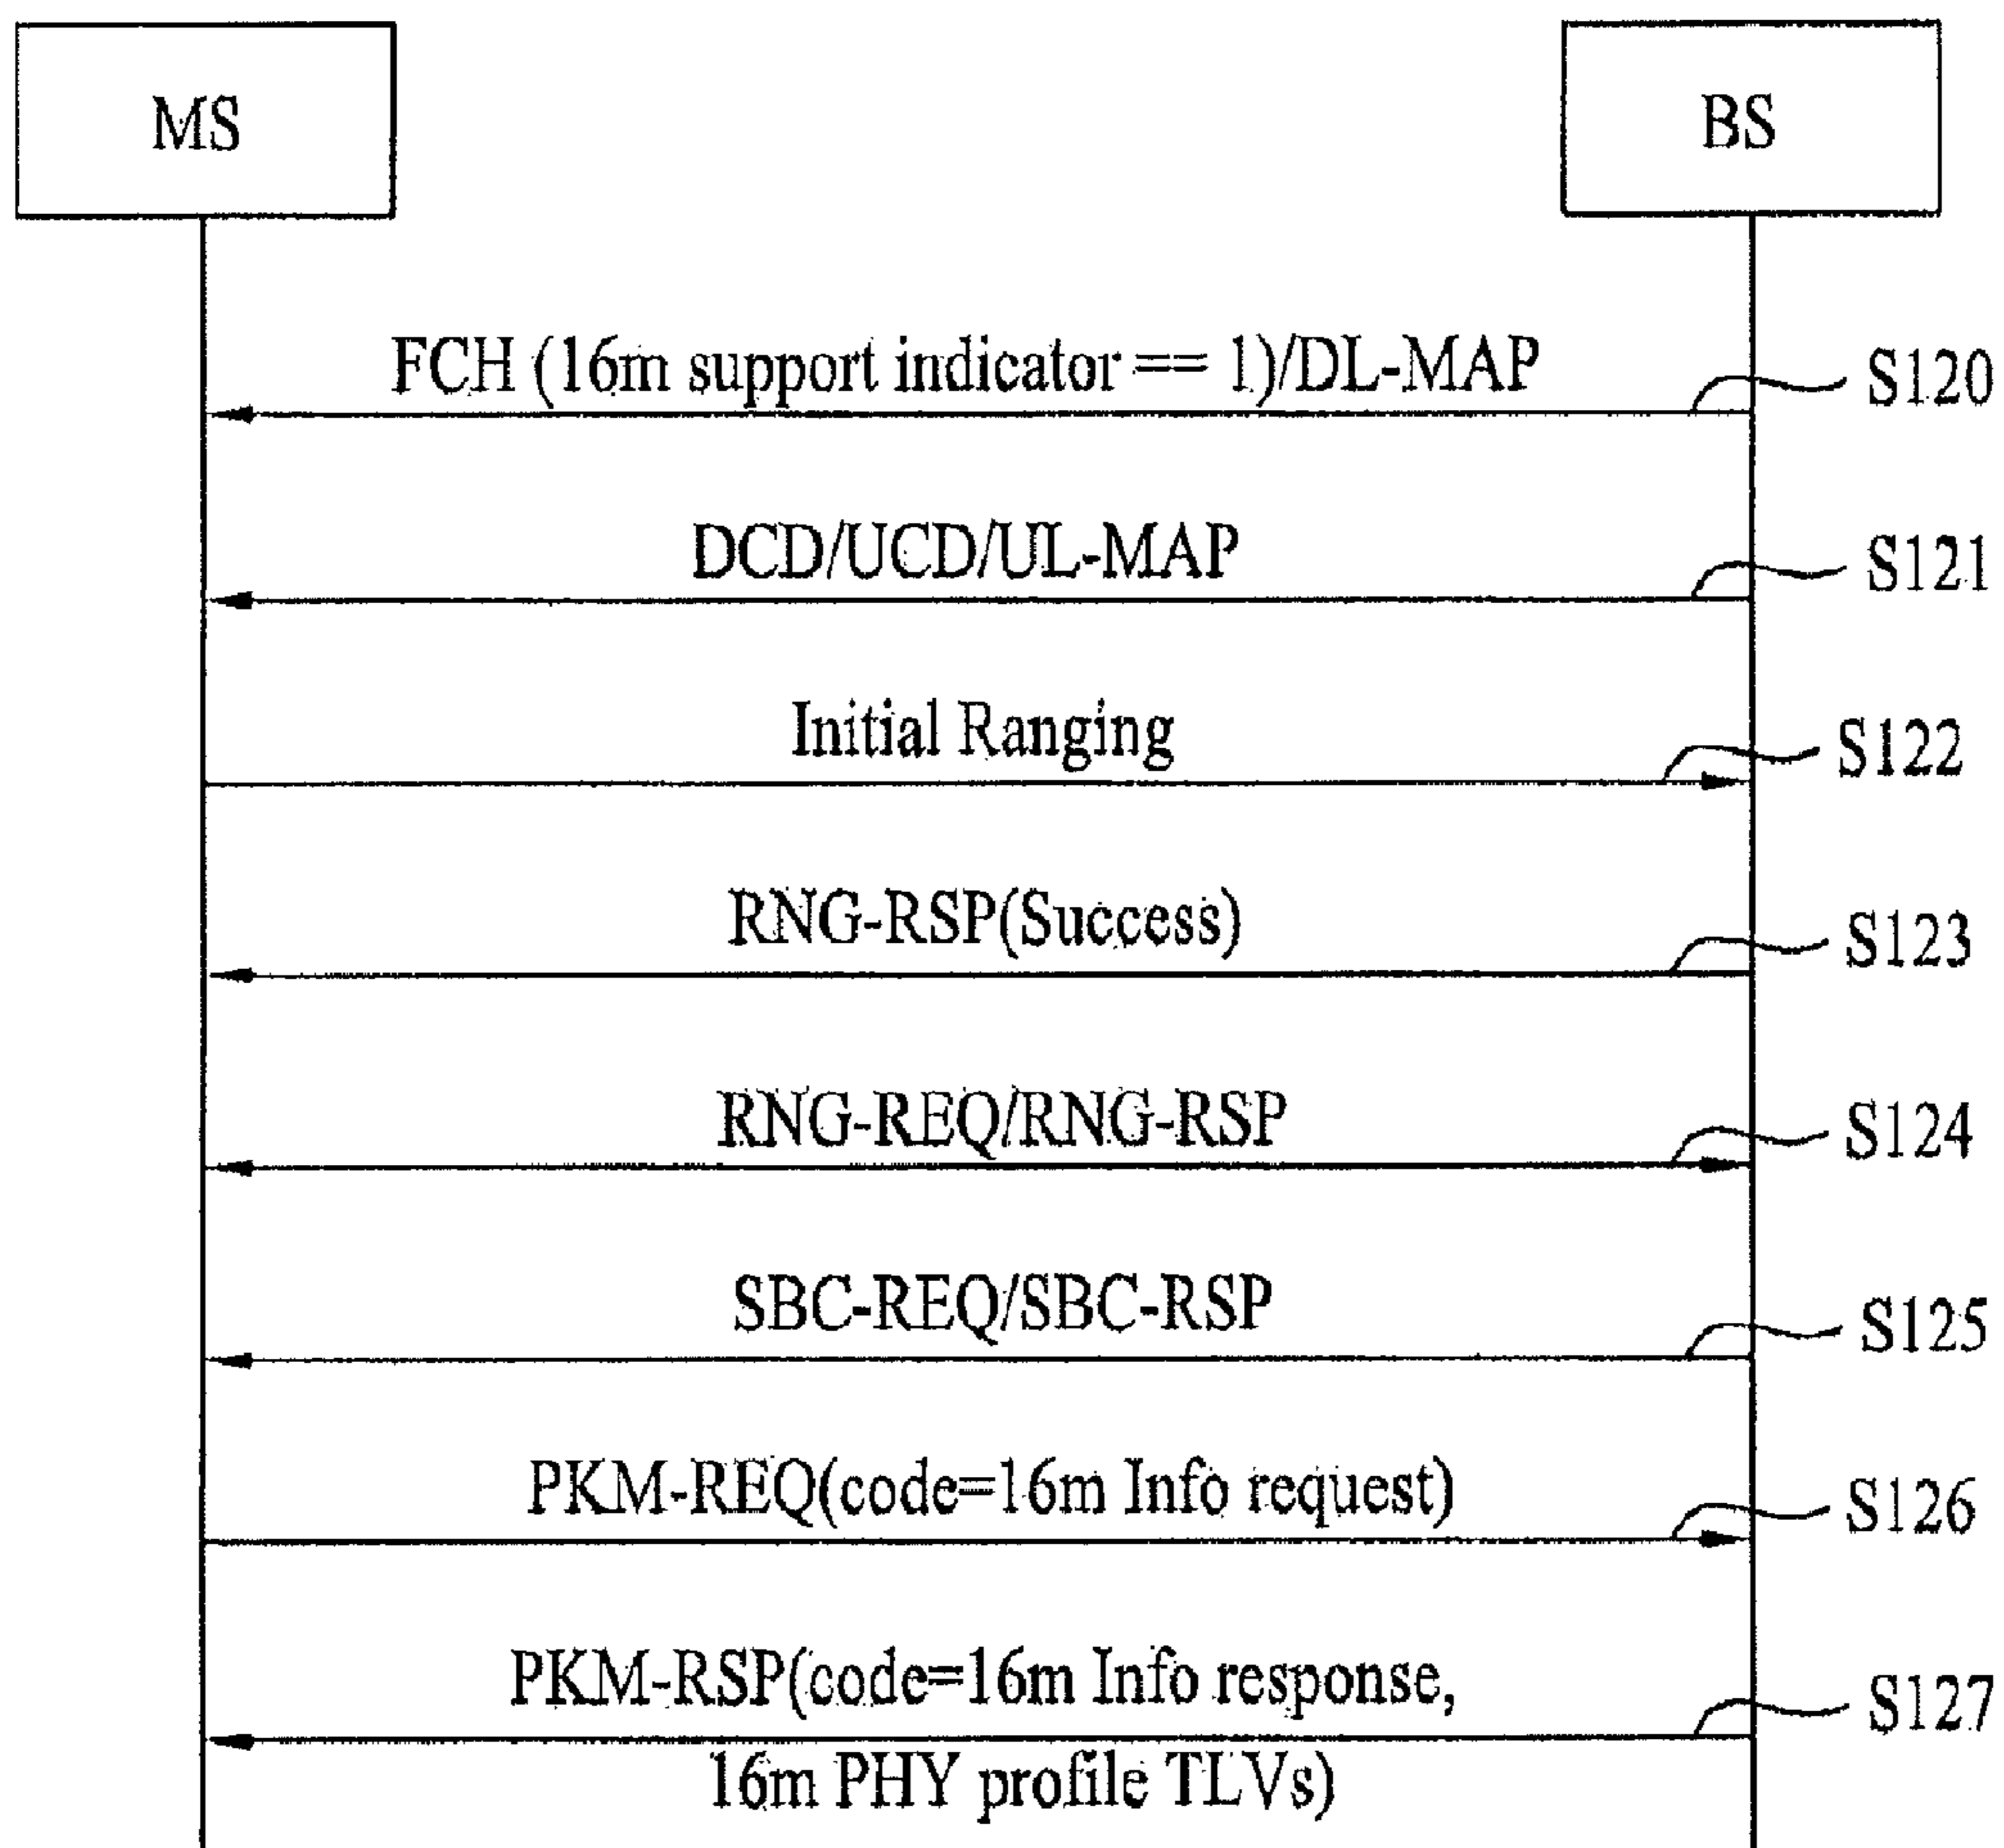 MS
BS
FCH (16m support indicator == 1)/DL-MAP
S120
DCD/UCD/UL-MAP
S121
Initial Ranging
S122
RNG-RSP(Success)
S123
RNG-REQ/RNG-RSP
S124
SBC-REQ/SBC-RSP
S125
PKM-REQ(code=16m Info request)
S126
PKM-RSP(code=16m Info response,
S127
16m PHY profile TLVs)